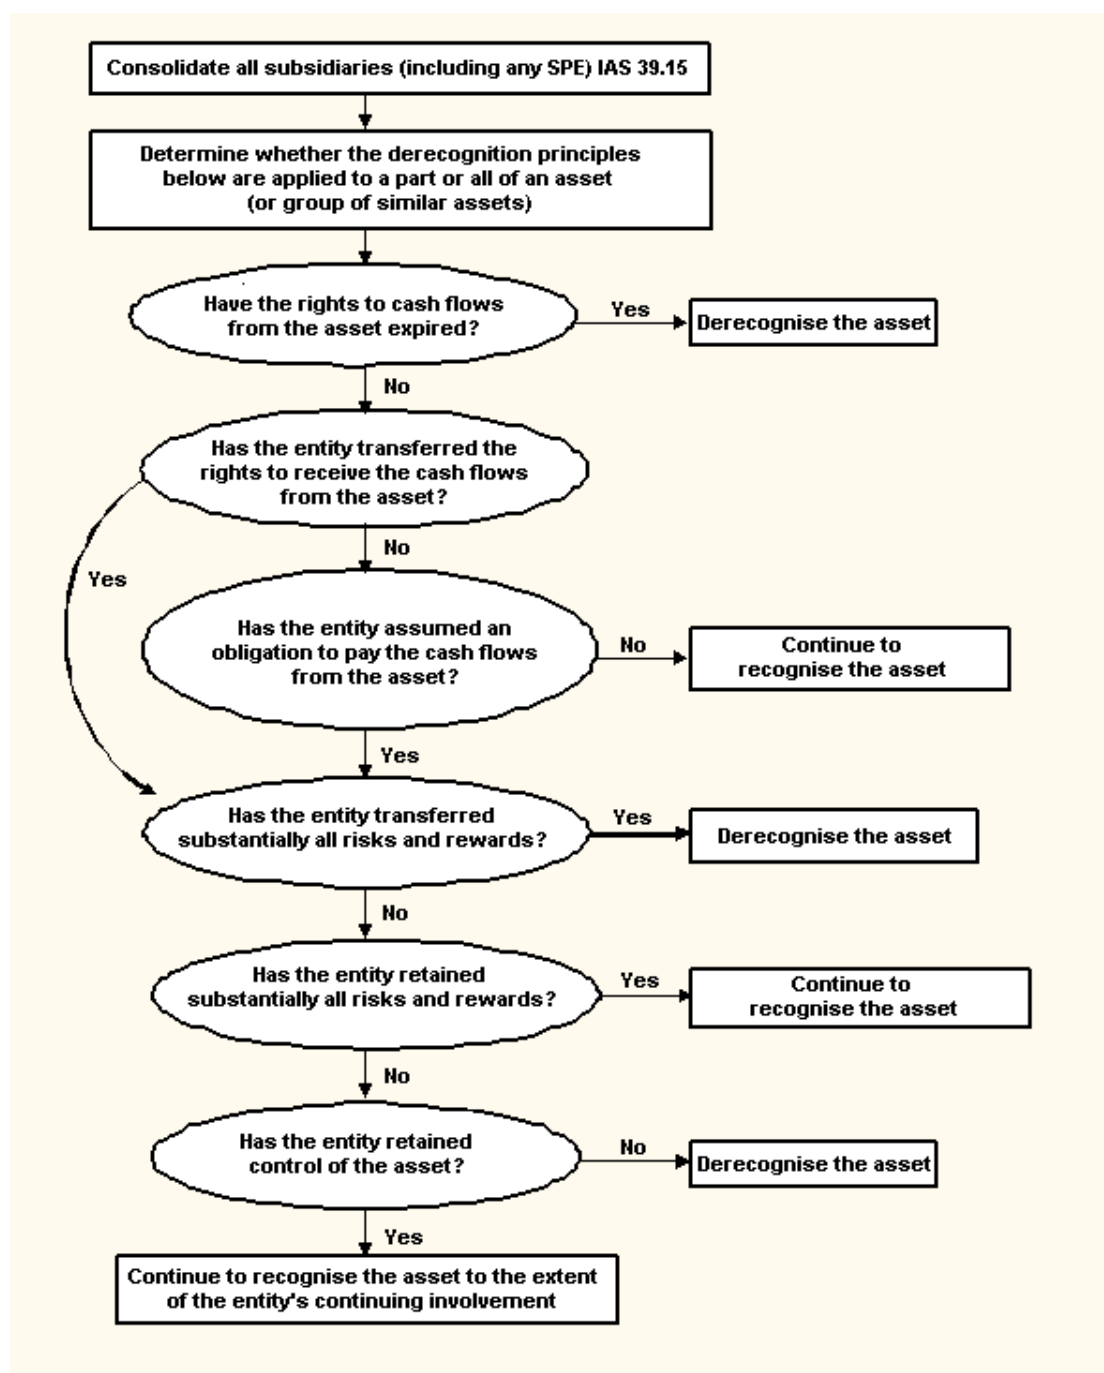 Consolidate all subsidiaries (including any SPE) IAS 39.15
Determine whether the derecognition principles
below are applied to a part or all of an asset
(or group of similar assets)
Have the rights to cash flows
from the asset expired?
Yes
Derecognise the asset
No
Has the entity transferred the
rights to receive the cash flows
from the asset?
No
Yes
Has the entity assumed an
obligation to pay the cash flows
from the asset?
No
Continue to
recognise the asset
Yes
Has the entity transferred
substantially all risks and rewards?
Yes
Derecognise the asset
No
Has the entity retained
substantially all risks and rewards?
Yes
Continue to
recognise the asset
No
Has the entity retained
control of the asset?
No
Derecognise the asset
Yes
Continue to recognise the asset to the extent
of the entity's continuing involvement